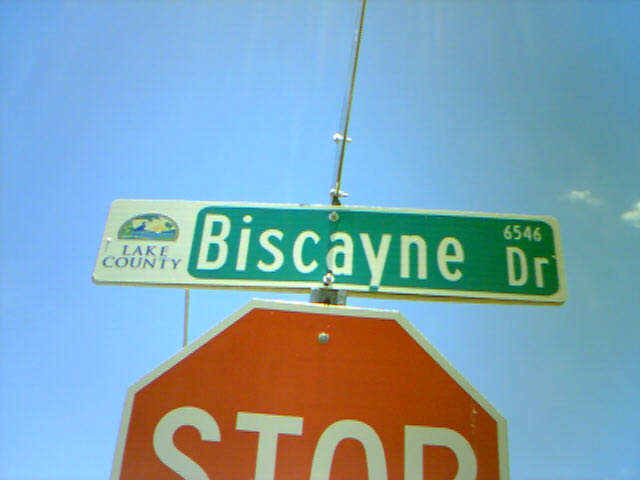 LAKE
COUNTY
Biscayne Dr
6546
STOP